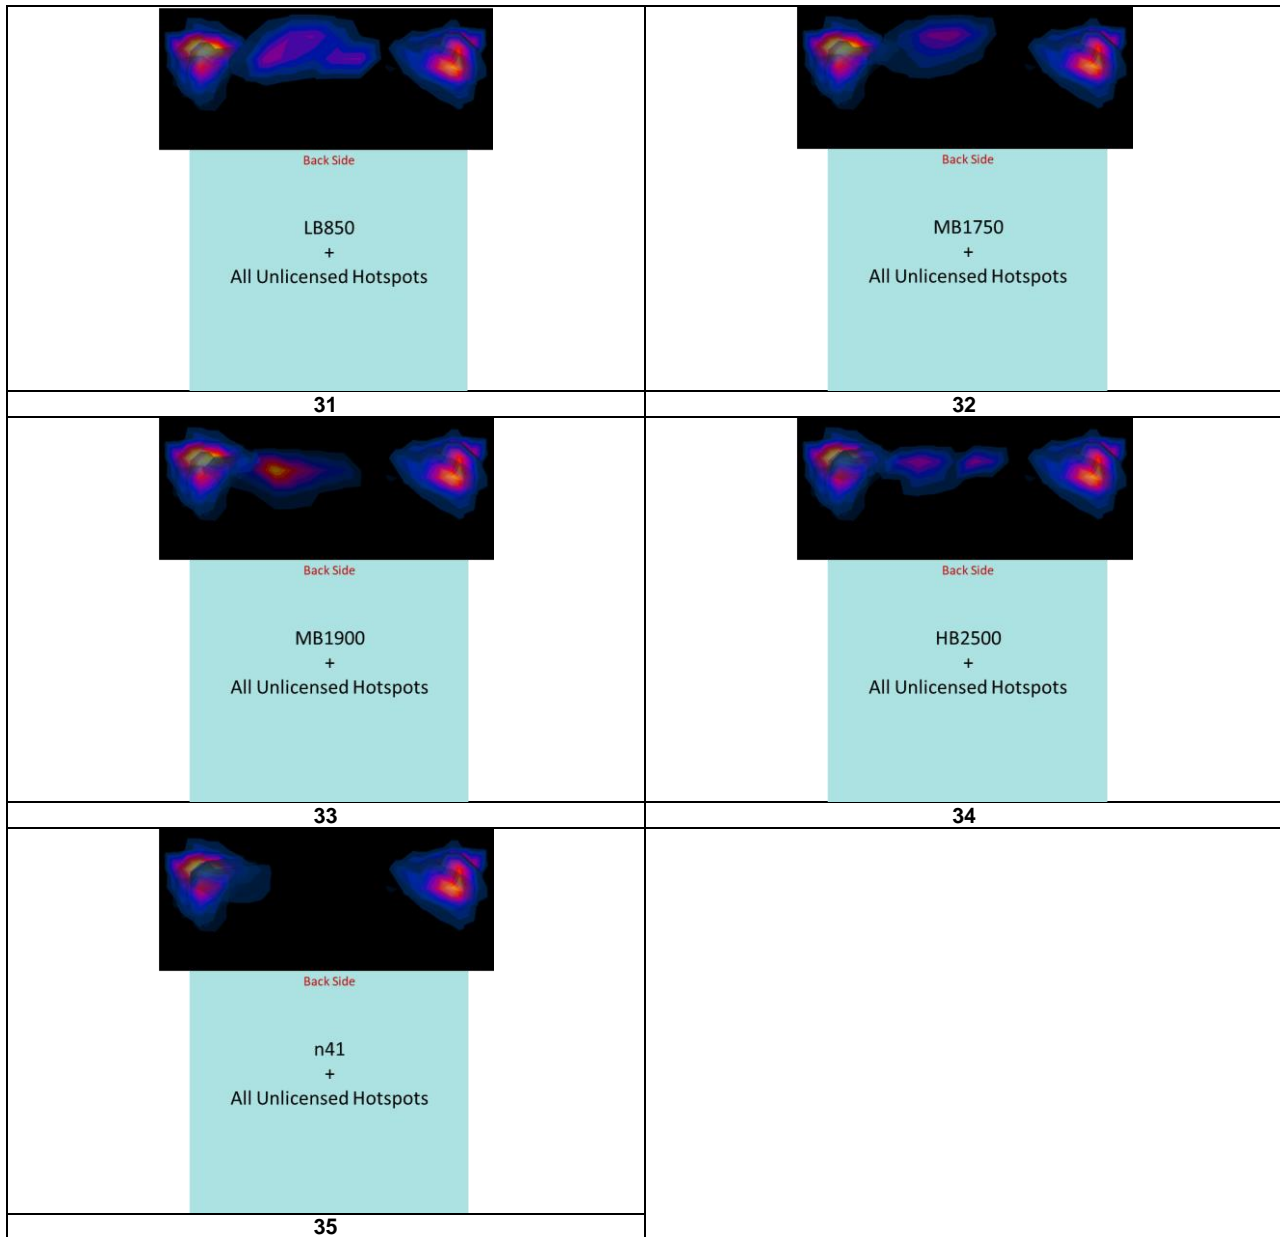 Back Side
LB850
+
All Unlicensed Hotspots
31
Back Side
MB1750
+
All Unlicensed Hotspots
32
Back Side
MB1900
+
All Unlicensed Hotspots
33
Back Side
HB2500
+
All Unlicensed Hotspots
34
Back Side
n41
+
All Unlicensed Hotspots
35